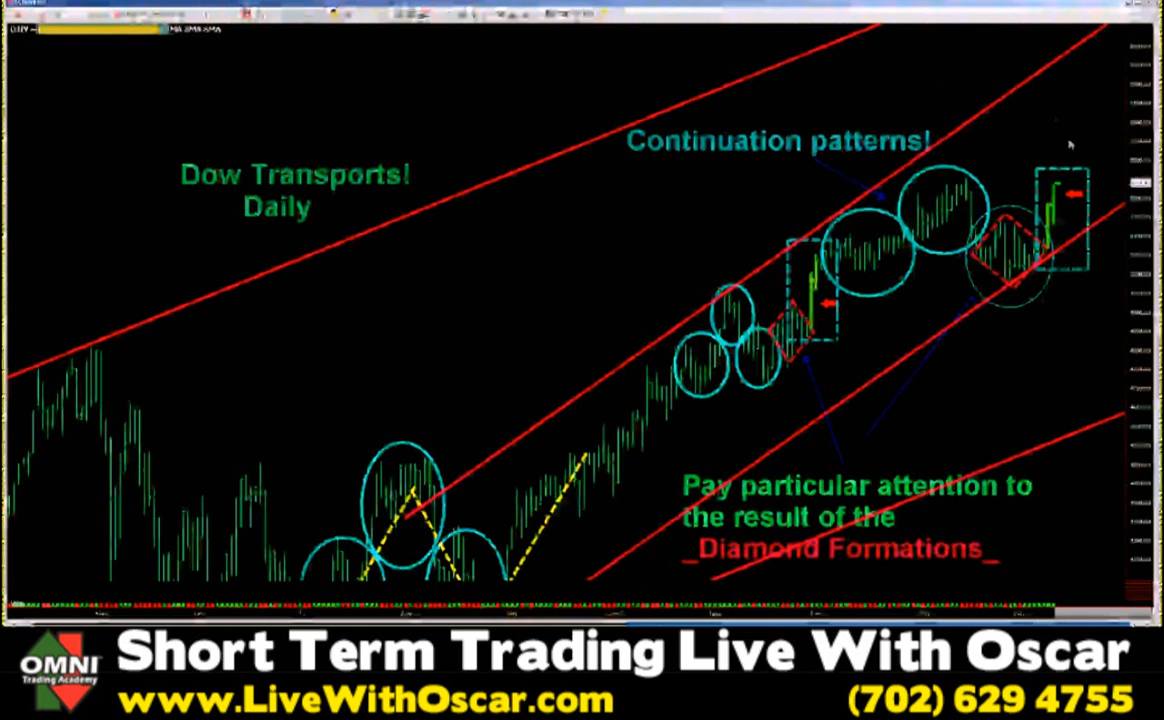 Continuation patterns!
Dow Transports!
Daily
Pay particular attention to
the result of the
_Diamond Formations_
OMNI
Trading Academy
Short Term Trading Live With Oscar
www.LiveWithOscar.com
(702) 629 4755